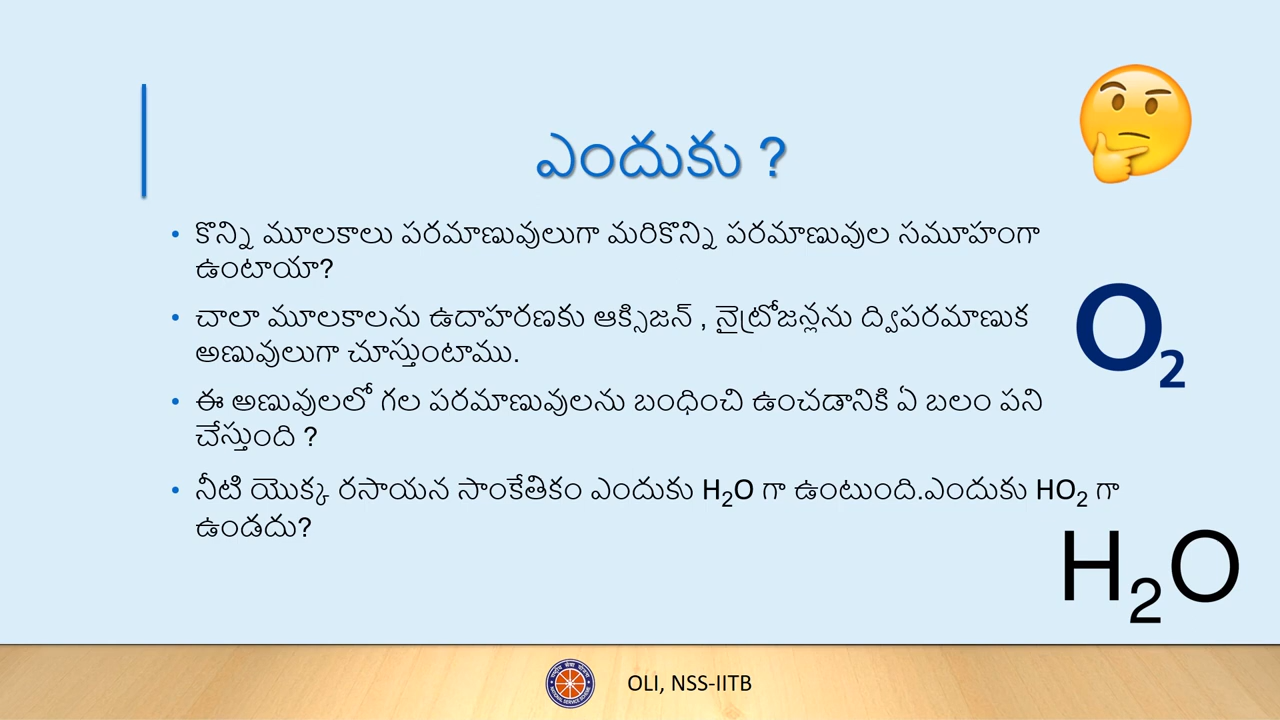 ఎందుకు ?
• కొన్ని మూలకాలు పరమాణువులుగా మరికొన్ని పరమాణువుల సమూహంగా
ఉంటాయా?
• చాలా మూలకాలను ఉదాహరణకు ఆక్సిజన్ , నైట్రోజన్లను ద్విపరమాణుక
అణువులుగా చూస్తుంటాము.
O₂
• ఈ అణువులలో గల పరమాణువులను బంధించి ఉంచడానికి ఏ బలం పని
చేస్తుంది ?
• నీటి యొక్క రసాయన సాంకేతికం ఎందుకు H₂O గా ఉంటుంది.ఎందుకు HO₂ గా
ఉండదు?
H₂O
OLI, NSS-IITB